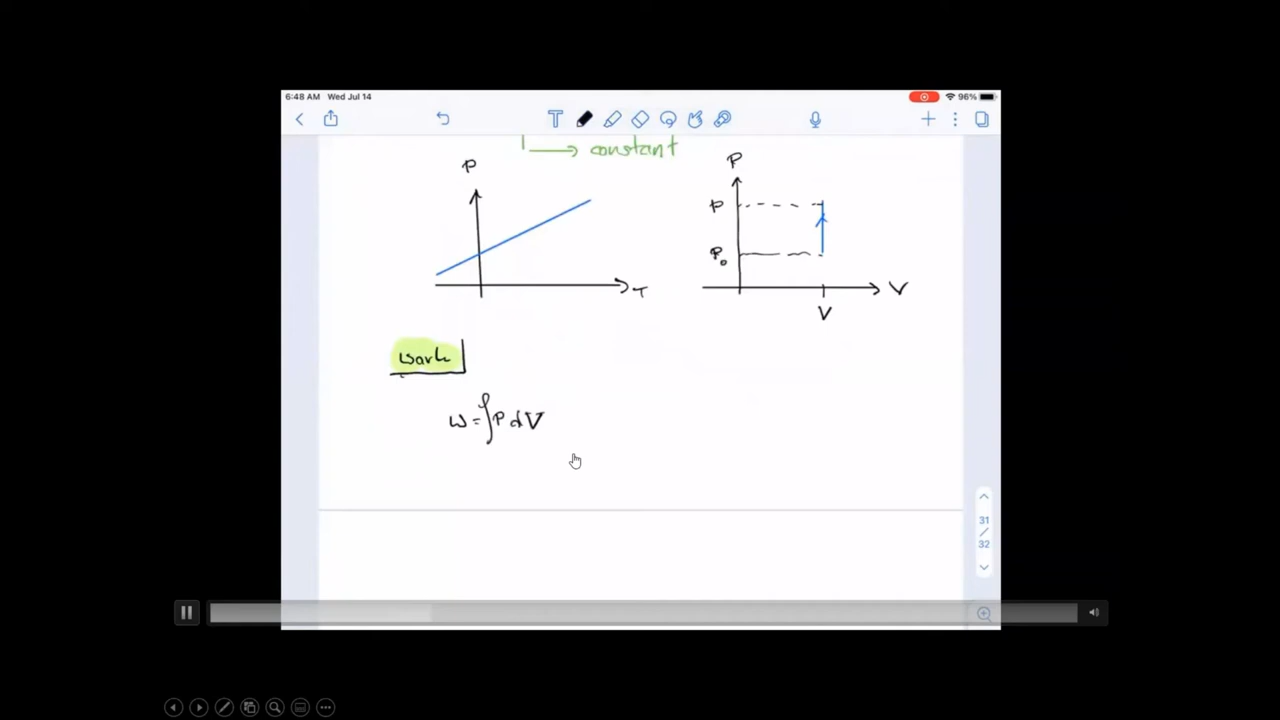 6:48 AM Wed Jul 14
96%
T
constant
P
T
P
P
P₀
V
V
Work
W = ∫ P dV
31
/
32